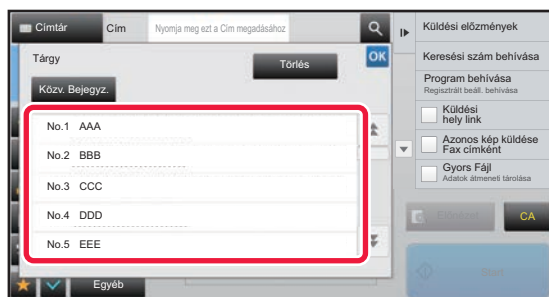 Címtár
Cím
Nyomja meg ezt a Cím megadásához
Tárgy
Törlés
OK
Közv. Bejegyz.
No.1 AAA
No.2 BBB
No.3 CCC
No.4 DDD
No.5 EEE
Egyéb
Küldési előzmények
Keresési szám behívása
Program behívása
Regisztrált beáll. behívása
Küldési
hely link
Azonos kép küldése
Fax címként
Gyors Fájl
Adatok átmeneti tárolása
CA
Start